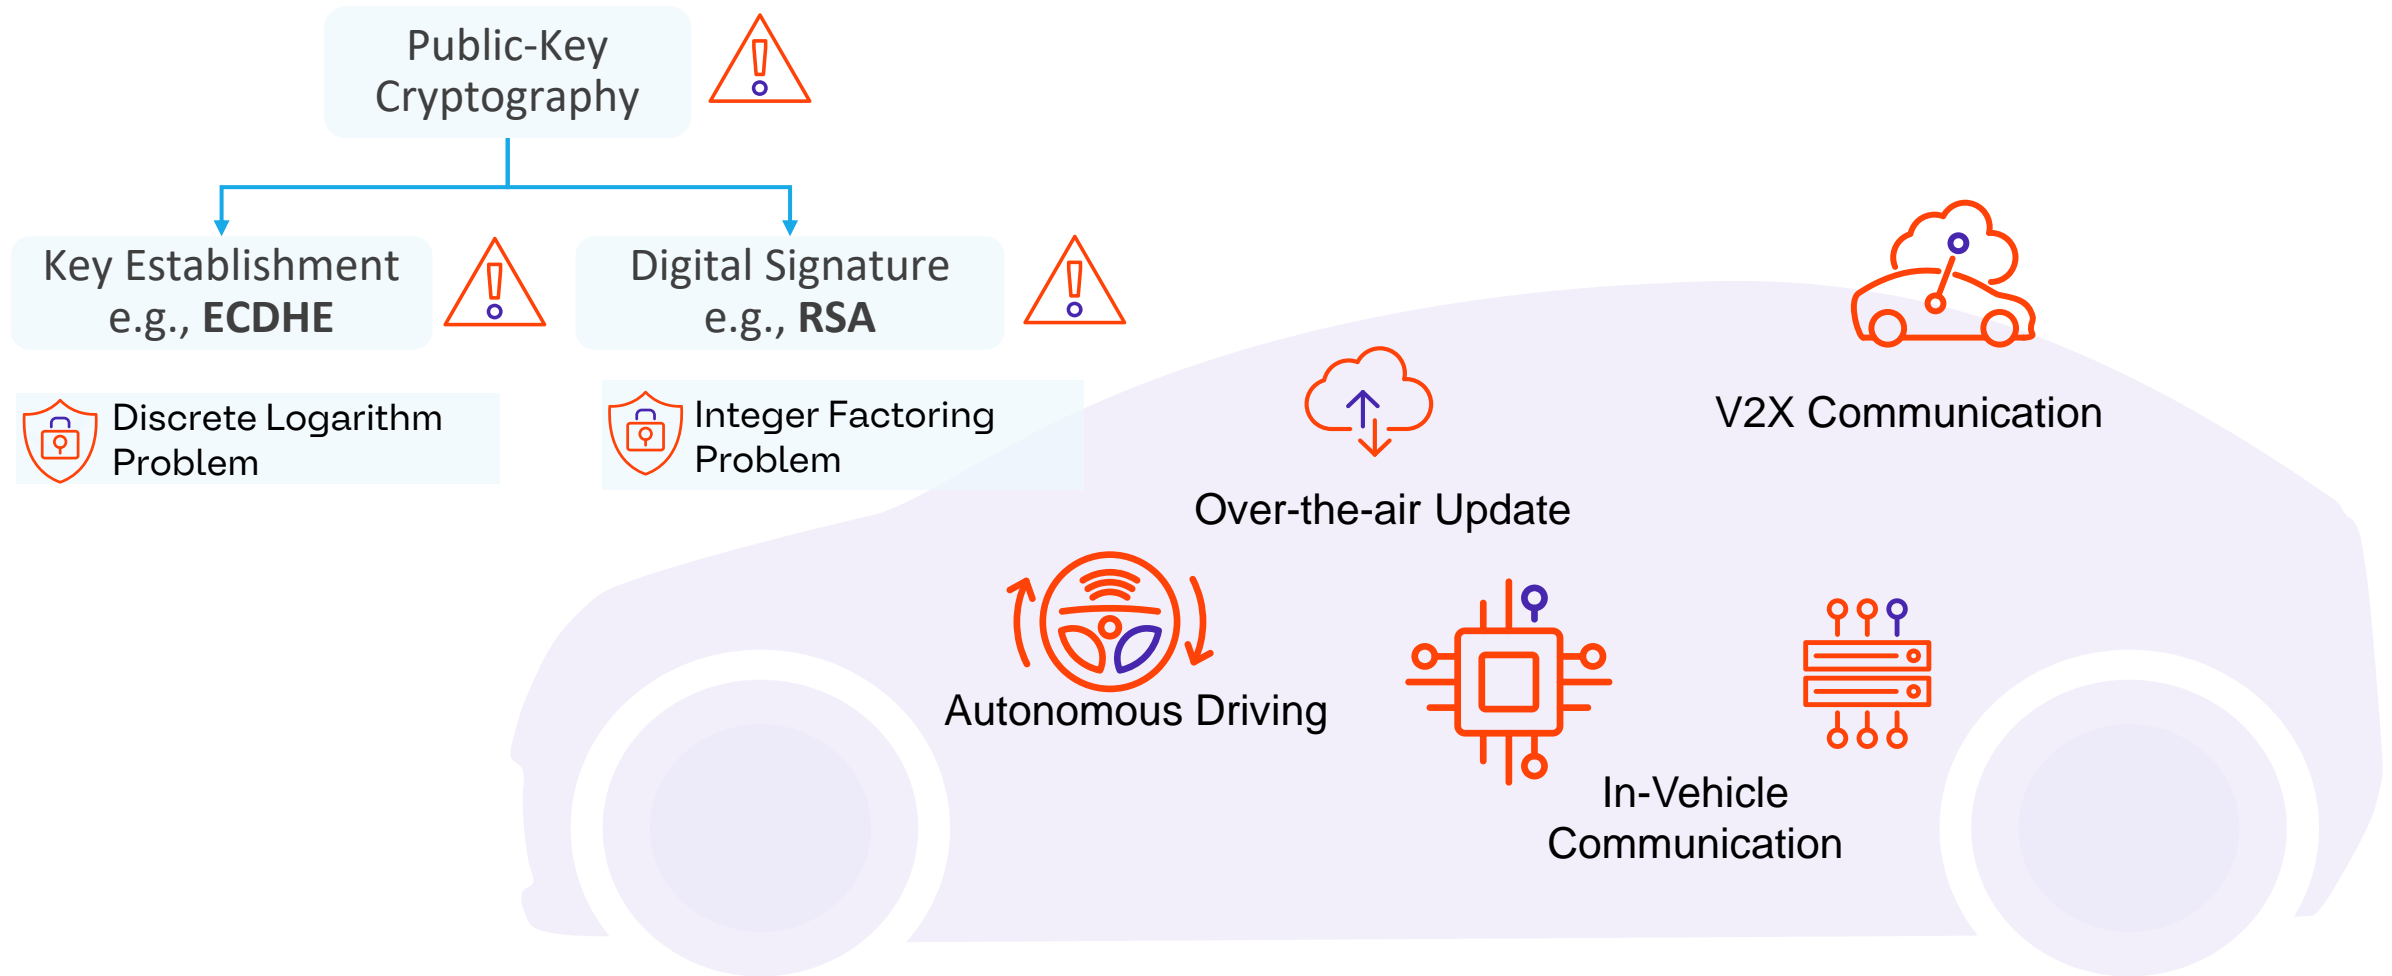 Public-Key
Cryptography
Key Establishment
e.g., ECDHE
Digital Signature
e.g., RSA
Discrete Logarithm
Problem
Integer Factoring
Problem
V2X Communication
Over-the-air Update
Autonomous Driving
In-Vehicle
Communication